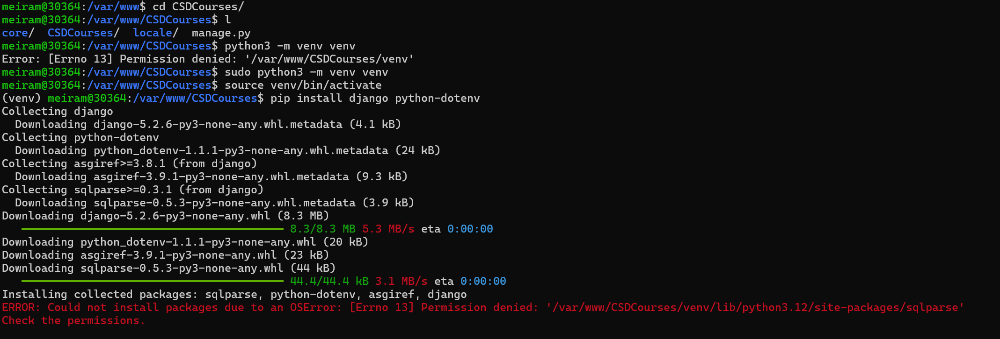 meiram@30364:/var/www$ cd CSDCourses/
meiram@30364:/var/www/CSDCourses$ l
core/  CSDCourses/  locale/  manage.py
meiram@30364:/var/www/CSDCourses$ python3 -m venv venv
Error: [Errno 13] Permission denied: '/var/www/CSDCourses/venv'
meiram@30364:/var/www/CSDCourses$ sudo python3 -m venv venv
meiram@30364:/var/www/CSDCourses$ source venv/bin/activate
(venv) meiram@30364:/var/www/CSDCourses$ pip install django python-dotenv
Collecting django
  Downloading django-5.2.6-py3-none-any.whl.metadata (4.1 kB)
Collecting python-dotenv
  Downloading python_dotenv-1.1.1-py3-none-any.whl.metadata (24 kB)
Collecting asgiref>=3.8.1 (from django)
  Downloading asgiref-3.9.1-py3-none-any.whl.metadata (9.3 kB)
Collecting sqlparse>=0.3.1 (from django)
  Downloading sqlparse-0.5.3-py3-none-any.whl.metadata (3.9 kB)
Downloading django-5.2.6-py3-none-any.whl (8.3 MB)
8.3/8.3 MB 5.3 MB/s eta 0:00:00
Downloading python_dotenv-1.1.1-py3-none-any.whl (20 kB)
Downloading asgiref-3.9.1-py3-none-any.whl (23 kB)
Downloading sqlparse-0.5.3-py3-none-any.whl (44 kB)
44.4/44.4 kB 3.1 MB/s eta 0:00:00
Installing collected packages: sqlparse, python-dotenv, asgiref, django
ERROR: Could not install packages due to an OSError: [Errno 13] Permission denied: '/var/www/CSDCourses/venv/lib/python3.12/site-packages/sqlparse'
Check the permissions.